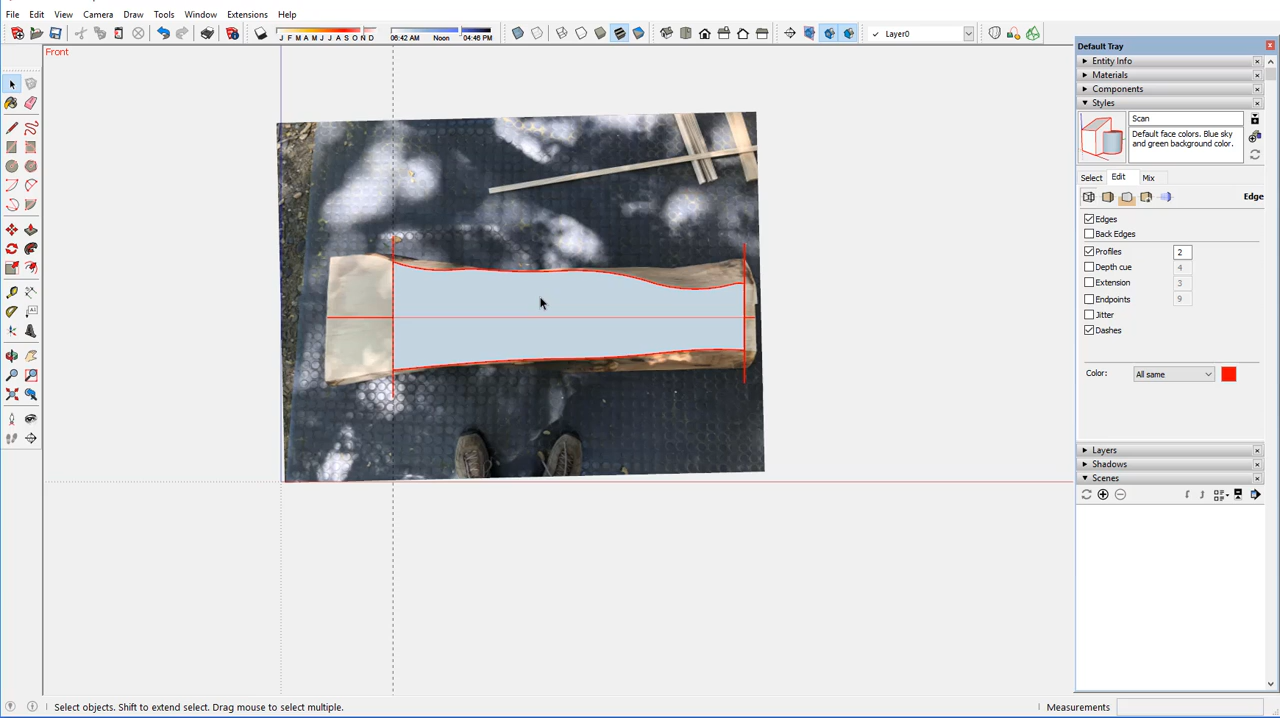 File Edit View Camera Draw Tools Window Extensions Help
J F M A M J J A S O N D
06:42 AM Noon 04:46 PM
Layer0
Front
Default Tray
Entity Info
Materials
Components
Styles
Scan
Default face colors. Blue sky
and green background color.
Select Edit Mix
Edge
Edges
Back Edges
Profiles 2
Depth cue 4
Extension 3
Endpoints 9
Jitter
Dashes
Color: All same
Layers
Shadows
Scenes
Select objects. Shift to extend select. Drag mouse to select multiple.
Measurements